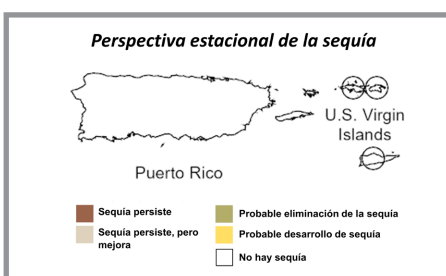 Perspectiva estacional de la sequía
U.S. Virgin
Islands
Puerto Rico
Sequía persiste
Sequía persiste, pero
mejora
Probable eliminación de la sequía
Probable desarrollo de sequía
No hay sequía